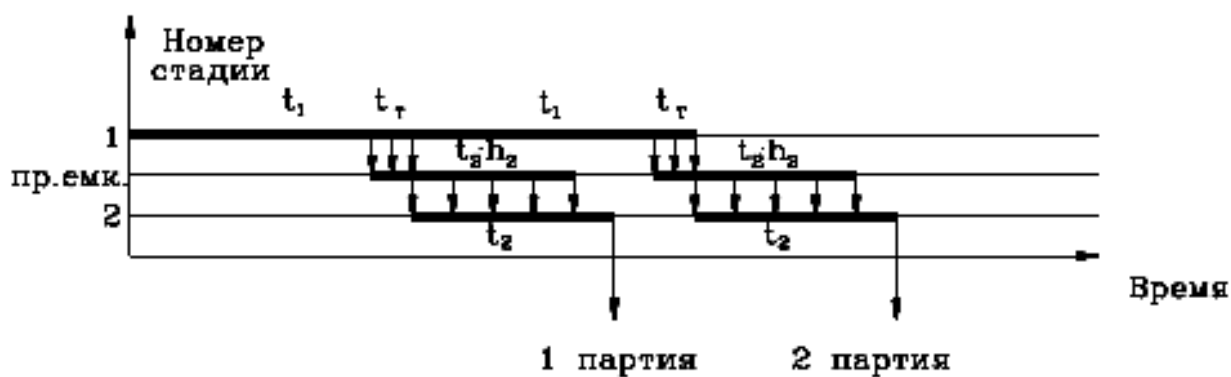 Номер
стадии
t₁ t т t₁ t т
1
t₂·h₂ t₂·h₂
пр.емк.
2
t₂ t₂
Время
1 партия 2 партия